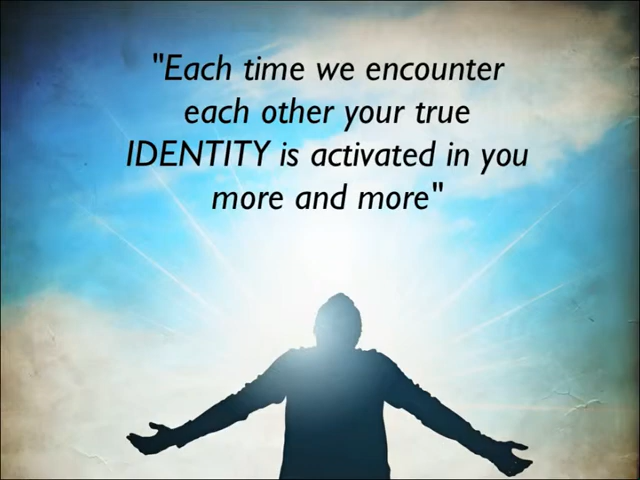 "Each time we encounter
each other your true
IDENTITY is activated in you
more and more"